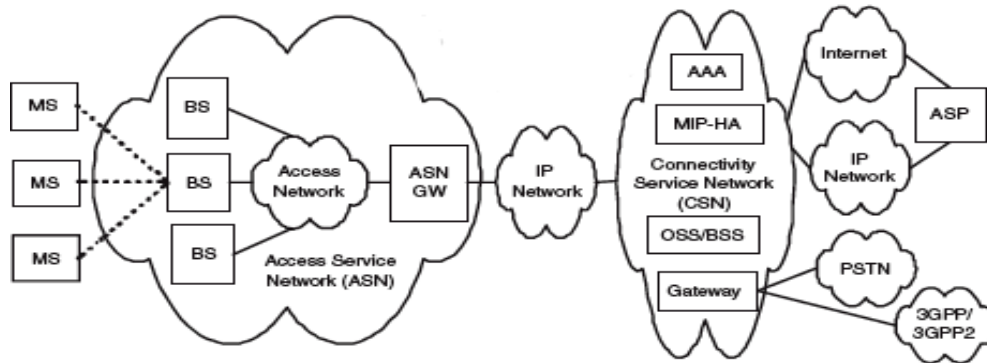 MS
MS
MS
BS
BS
BS
Access
Network
ASN
GW
Access Service
Network (ASN)
IP
Network
AAA
MIP-HA
Connectivity
Service Network
(CSN)
OSS/BSS
Gateway
Internet
IP
Network
ASP
PSTN
3GPP/
3GPP2